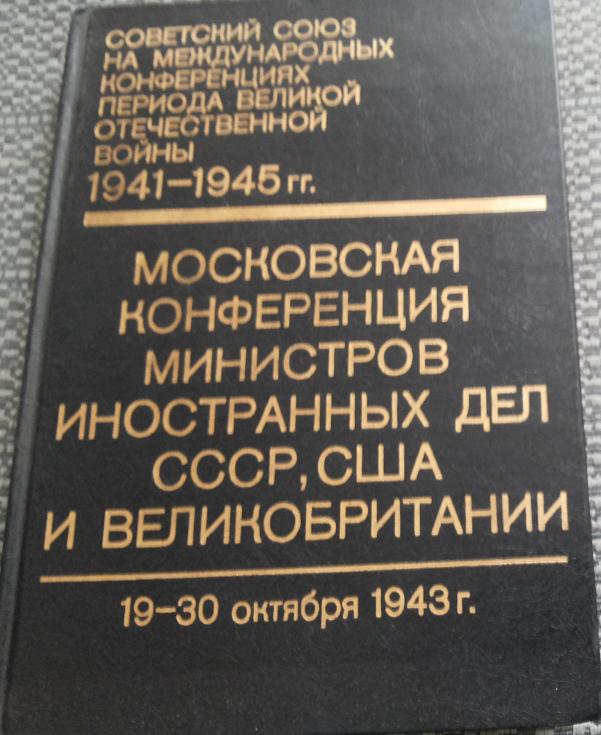 СОВЕТСКИЙ СОЮЗ
НА МЕЖДУНАРОДНЫХ
КОНФЕРЕНЦИЯХ
ПЕРИОДА ВЕЛИКОЙ
ОТЕЧЕСТВЕННОЙ
ВОЙНЫ
1941–1945 гг.
МОСКОВСКАЯ
КОНФЕРЕНЦИЯ
МИНИСТРОВ
ИНОСТРАННЫХ ДЕЛ
СССР, США
И ВЕЛИКОБРИТАНИИ
19–30 октября 1943 г.